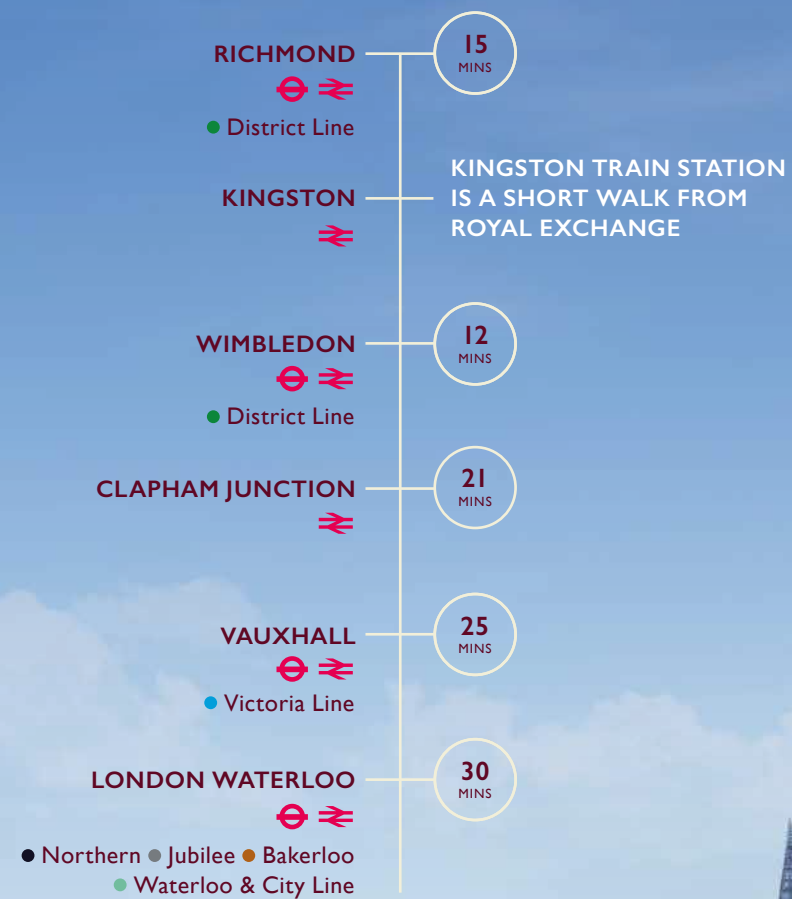 RICHMOND
15
MINS
District Line
KINGSTON
KINGSTON TRAIN STATION
IS A SHORT WALK FROM
ROYAL EXCHANGE
WIMBLEDON
12
MINS
District Line
CLAPHAM JUNCTION
21
MINS
VAUXHALL
25
MINS
Victoria Line
LONDON WATERLOO
30
MINS
Northern Jubilee Bakerloo
Waterloo & City Line